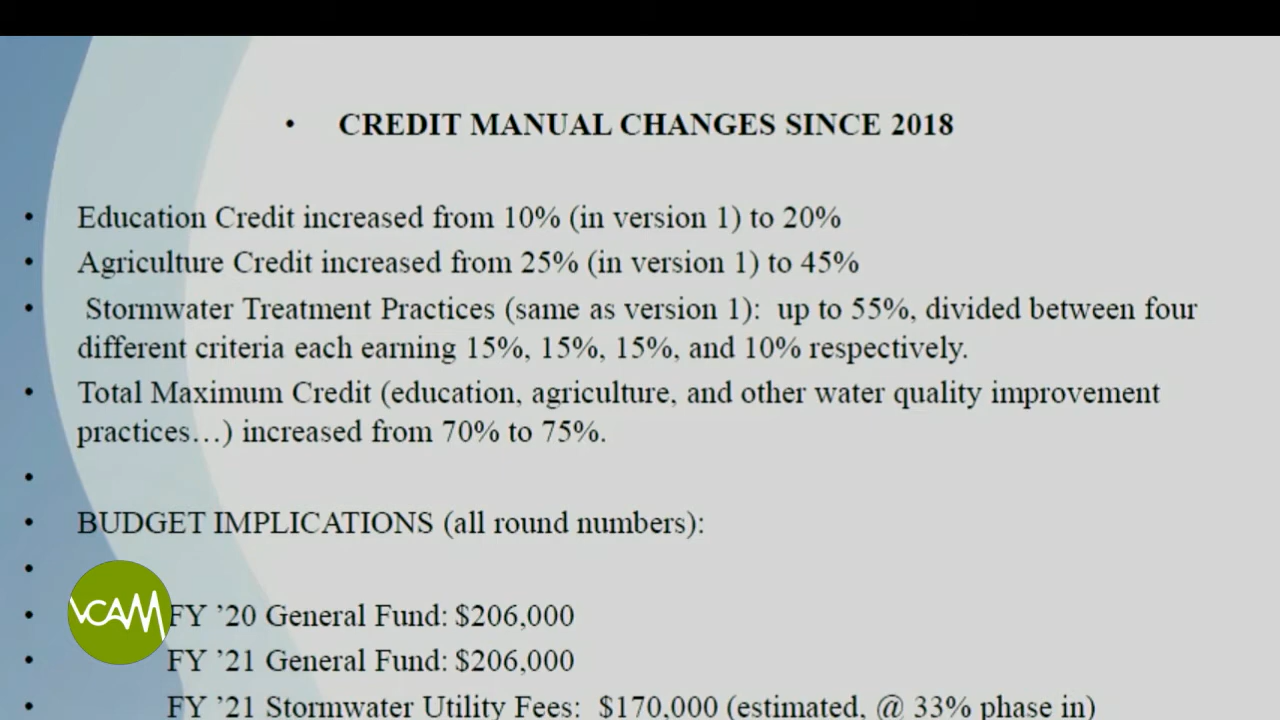 • CREDIT MANUAL CHANGES SINCE 2018
• Education Credit increased from 10% (in version 1) to 20%
• Agriculture Credit increased from 25% (in version 1) to 45%
• Stormwater Treatment Practices (same as version 1): up to 55%, divided between four
different criteria each earning 15%, 15%, 15%, and 10% respectively.
• Total Maximum Credit (education, agriculture, and other water quality improvement
practices…) increased from 70% to 75%.
•
• BUDGET IMPLICATIONS (all round numbers):
•
• FY ’20 General Fund: $206,000
VCAM
• FY ’21 General Fund: $206,000
• FY ’21 Stormwater Utility Fees: $170,000 (estimated, @ 33% phase in)